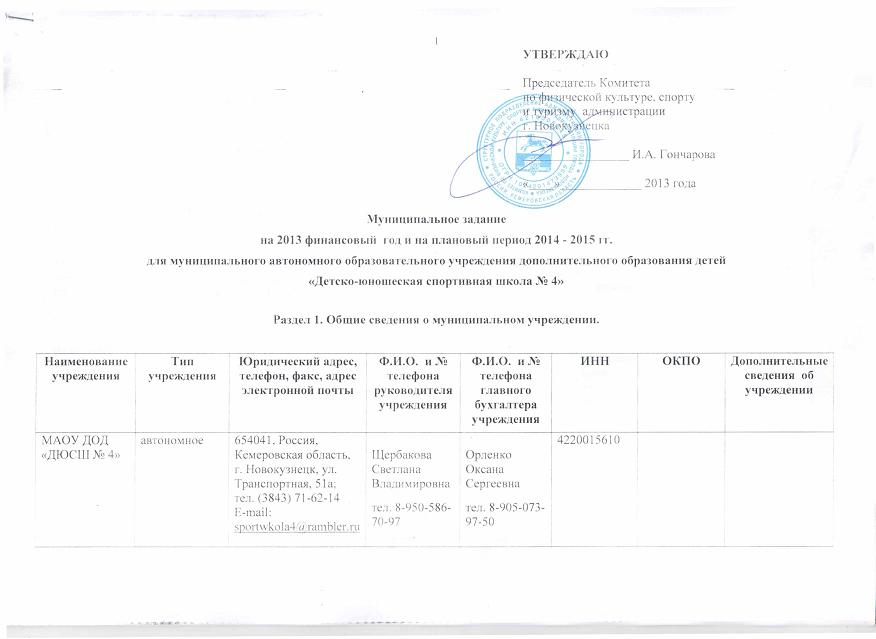 1
УТВЕРЖДАЮ
Председатель Комитета
по физической культуре, спорту
и туризму администрации
г. Новокузнецка
И.А. Гончарова
2013 года
Муниципальное задание
на 2013 финансовый год и на плановый период 2014 - 2015 гг.
для муниципального автономного образовательного учреждения дополнительного образования детей
«Детско-юношеская спортивная школа № 4»
Раздел 1. Общие сведения о муниципальном учреждении.
Наименование
учреждения
Тип
учреждения
Юридический адрес,
телефон, факс, адрес
электронной почты
Ф.И.О. и №
телефона
руководителя
учреждения
Ф.И.О. и №
телефона
главного
бухгалтера
учреждения
ИНН
ОКПО
Дополнительные
сведения об
учреждении
МАОУ ДОД
«ДЮСШ № 4»
автономное
654041, Россия,
Кемеровская область,
г. Новокузнецк, ул.
Транспортная, 51а;
тел. (3843) 71-62-14
E-mail:
sportwkola4@rambler.ru
Щербакова
Светлана
Владимировна
тел. 8-950-586-
70-97
Орленко
Оксана
Сергеевна
тел. 8-905-073-
97-50
4220015610